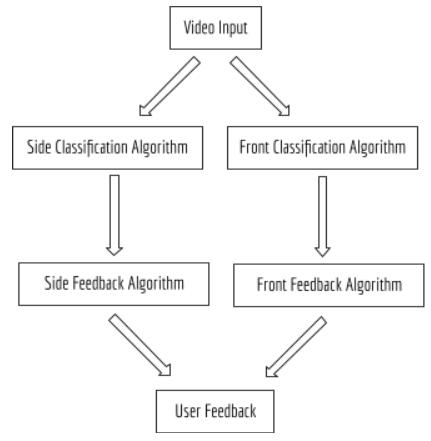 Video Input
Side Classification Algorithm
Front Classification Algorithm
Side Feedback Algorithm
Front Feedback Algorithm
User Feedback